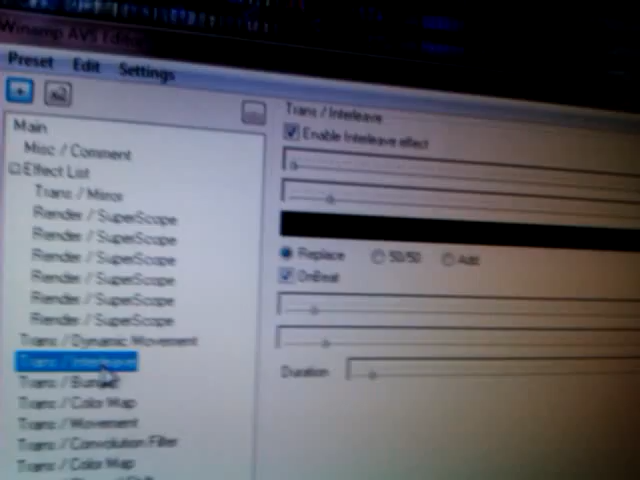 Winamp AVS Editor
Preset Edit Settings
Main
Misc / Comment
Effect List
Trans / Mirror
Render / SuperScope
Render / SuperScope
Render / SuperScope
Render / SuperScope
Render / SuperScope
Render / SuperScope
Trans / Dynamic Movement
Trans / Interleave
Trans /
Trans / Color Map
Trans / Movement
Trans / Convolution Filter
Trans / Color Map
Trans / Interleave
Enable Interleave effect
Replace 50/50 Add
OnBeat
Duration